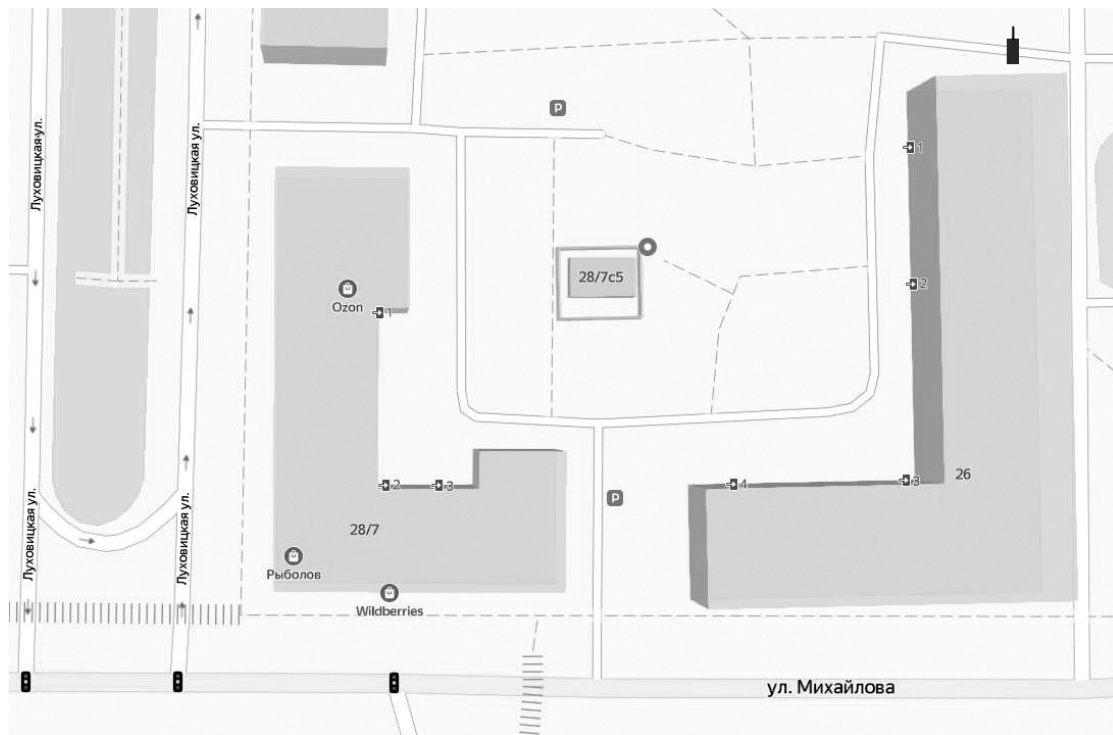 Луховицкая ул.
Луховицкая ул.
P
1
28/7с5
2
Ozon
1
2
3
4
3
26
P
28/7
Луховицкая ул.
Луховицкая ул.
Рыболов
Wildberries
ул. Михайлова